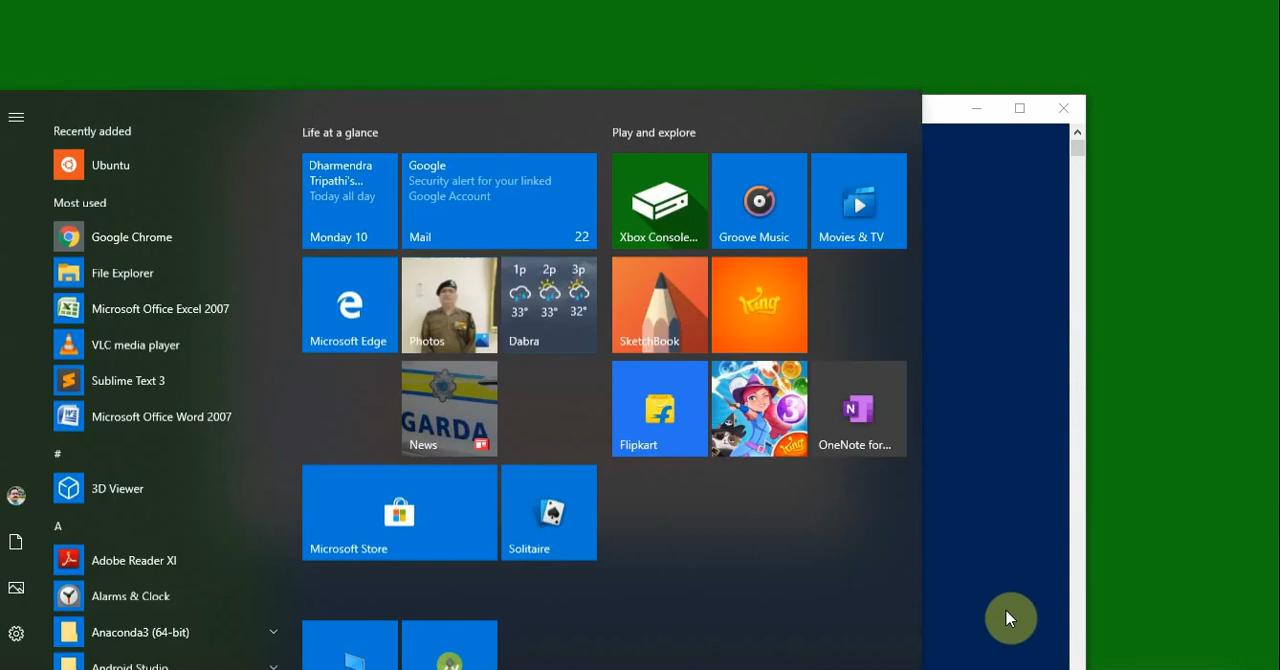 Recently added
Ubuntu
Most used
Google Chrome
File Explorer
Microsoft Office Excel 2007
VLC media player
Sublime Text 3
Microsoft Office Word 2007
#
3D Viewer
A
Adobe Reader XI
Alarms & Clock
Anaconda3 (64-bit)
Android Studio
Life at a glance
Dharmendra
Tripathi's...
Today all day
Monday 10
Google
Security alert for your linked
Google Account
Mail 22
Microsoft Edge
Photos
1p 2p 3p
33° 33° 32°
Dabra
GARDA
News
Microsoft Store
Solitaire
Play and explore
Xbox Console...
Groove Music
Movies & TV
SketchBook
King
Flipkart
3
King
N
OneNote for...